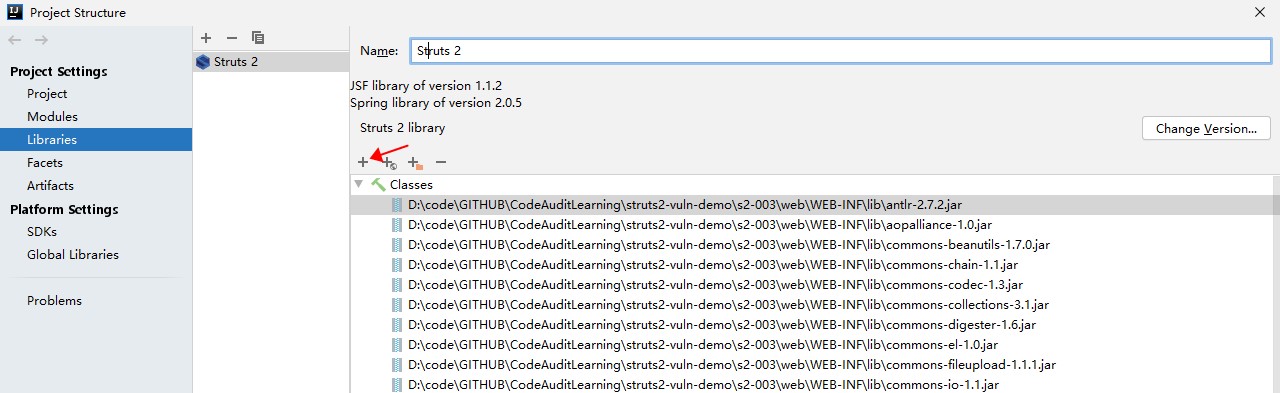 Project Structure
Project Settings
Project
Modules
Libraries
Facets
Artifacts
Platform Settings
SDKs
Global Libraries
Problems
Struts 2
Name: Struts 2
JSF library of version 1.1.2
Spring library of version 2.0.5
Struts 2 library
Change Version...
Classes
D:\code\GITHUB\CodeAuditLearning\struts2-vuln-demo\s2-003\web\WEB-INF\lib\antlr-2.7.2.jar
D:\code\GITHUB\CodeAuditLearning\struts2-vuln-demo\s2-003\web\WEB-INF\lib\aopalliance-1.0.jar
D:\code\GITHUB\CodeAuditLearning\struts2-vuln-demo\s2-003\web\WEB-INF\lib\commons-beanutils-1.7.0.jar
D:\code\GITHUB\CodeAuditLearning\struts2-vuln-demo\s2-003\web\WEB-INF\lib\commons-chain-1.1.jar
D:\code\GITHUB\CodeAuditLearning\struts2-vuln-demo\s2-003\web\WEB-INF\lib\commons-codec-1.3.jar
D:\code\GITHUB\CodeAuditLearning\struts2-vuln-demo\s2-003\web\WEB-INF\lib\commons-collections-3.1.jar
D:\code\GITHUB\CodeAuditLearning\struts2-vuln-demo\s2-003\web\WEB-INF\lib\commons-digester-1.6.jar
D:\code\GITHUB\CodeAuditLearning\struts2-vuln-demo\s2-003\web\WEB-INF\lib\commons-el-1.0.jar
D:\code\GITHUB\CodeAuditLearning\struts2-vuln-demo\s2-003\web\WEB-INF\lib\commons-fileupload-1.1.1.jar
D:\code\GITHUB\CodeAuditLearning\struts2-vuln-demo\s2-003\web\WEB-INF\lib\commons-io-1.1.jar